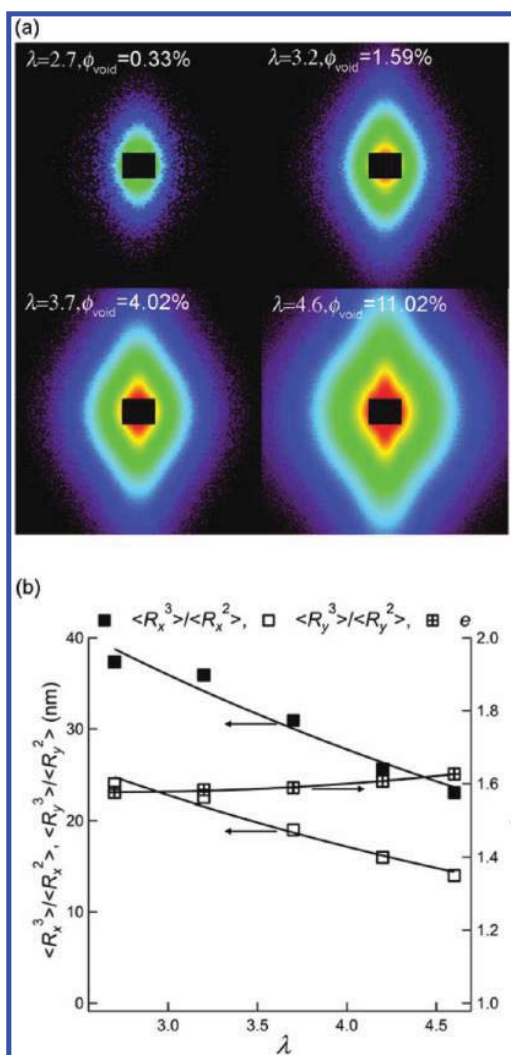 (a)
λ=2.7,ϕvoid=0.33%
λ=3.2,ϕvoid=1.59%
λ=3.7,ϕvoid=4.02%
λ=4.6,ϕvoid=11.02%
(b)
■ <Rx³>/<Rx²>, □ <Ry³>/<Ry²>, ⊞ e
40
30
20
10
0
<Rx³>/<Rx²>, <Ry³>/<Ry²> (nm)
2.0
1.8
1.6
1.4
1.2
1.0
3.0 3.5 4.0 4.5
λ